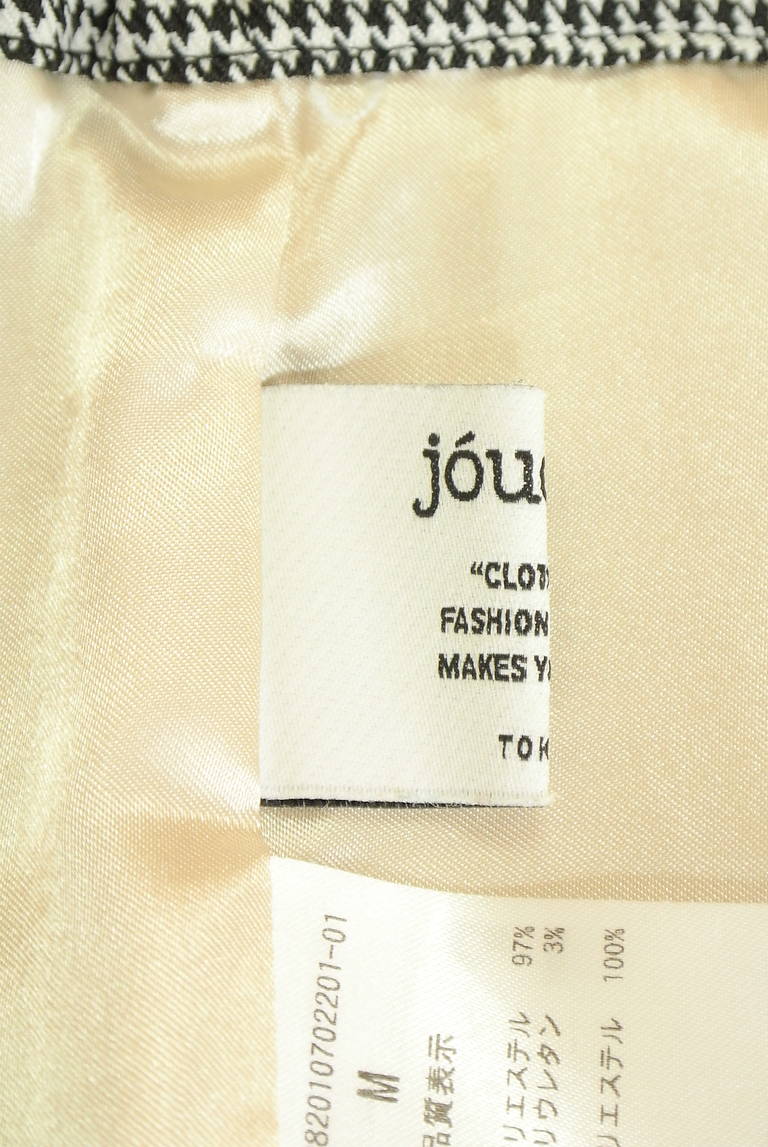 jóu
“CLOT
FASHION
MAKES Y
TOK
82010702201-01
M
品質表示
リエステル 97%
リウレタン 3%
リエステル 100%